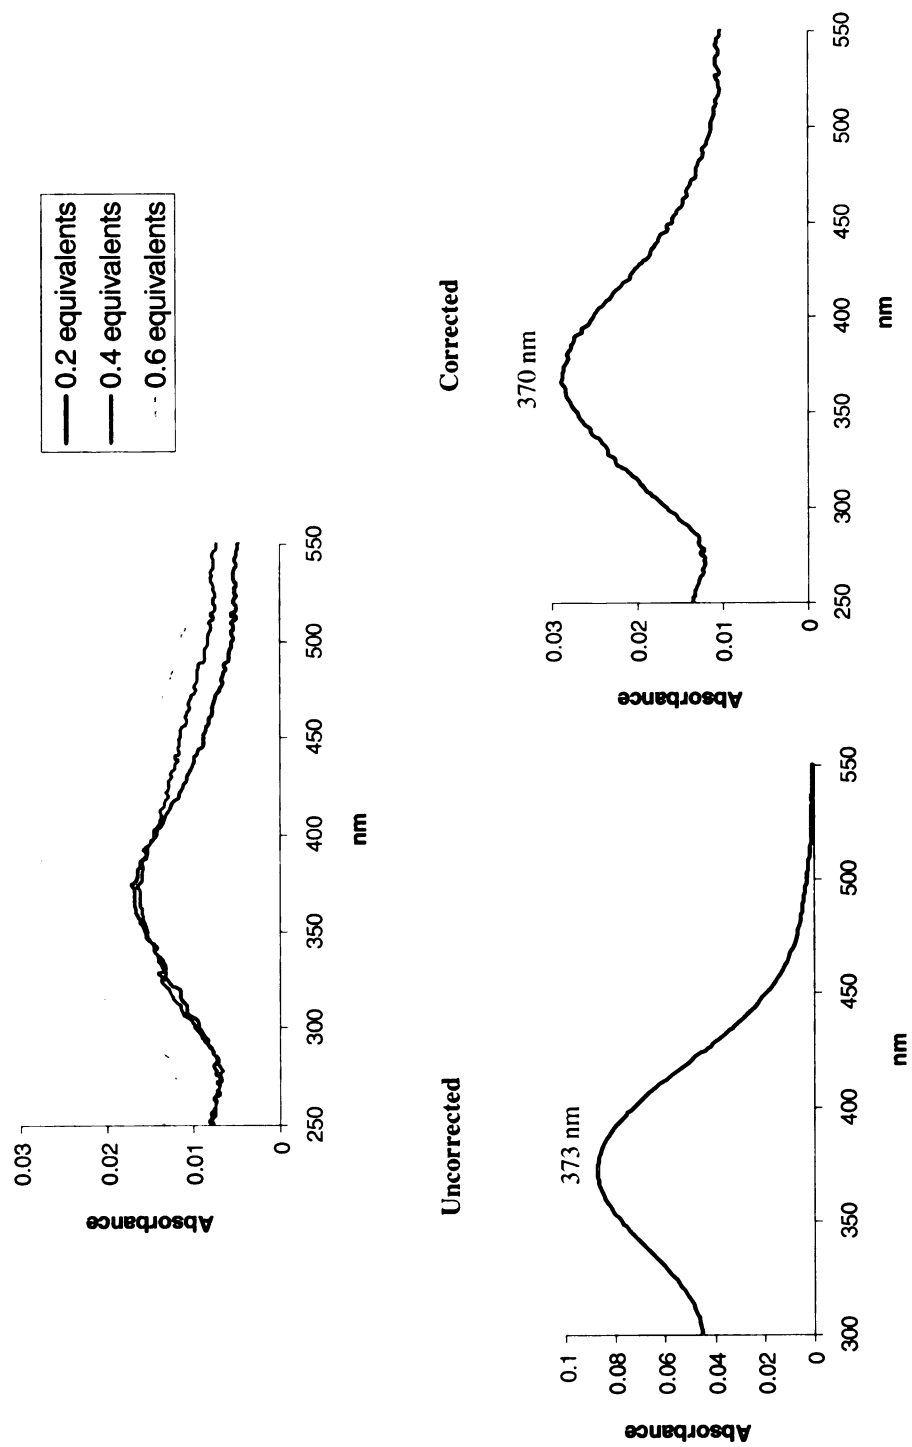 0.03
0.02
0.01
0
Absorbance
250 300 350 400 450 500 550
nm
0.2 equivalents
0.4 equivalents
0.6 equivalents
Uncorrected
373 nm
0.1
0.08
0.06
0.04
0.02
0
Absorbance
300 350 400 450 500 550
nm
Corrected
370 nm
0.03
0.02
0.01
0
Absorbance
250 300 350 400 450 500 550
nm